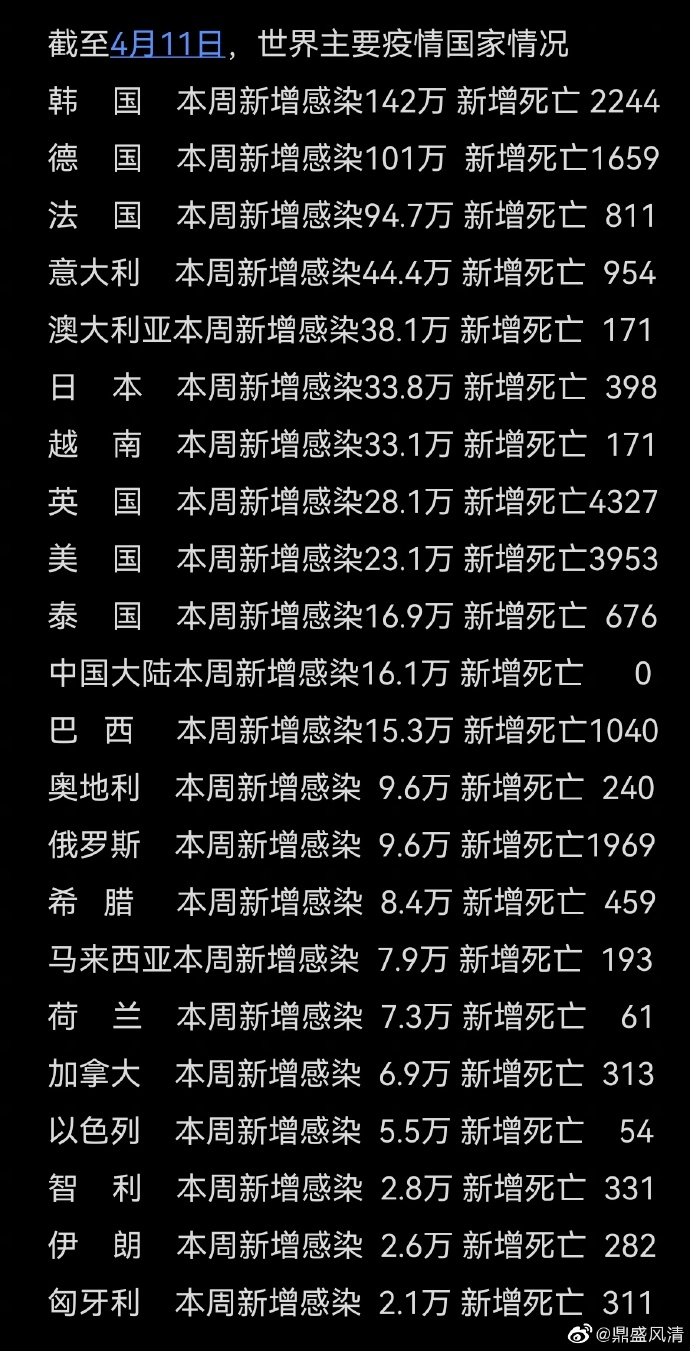 截至4月11日，世界主要疫情国家情况
韩 国 本周新增感染142万 新增死亡 2244
德 国 本周新增感染101万 新增死亡1659
法 国 本周新增感染94.7万 新增死亡 811
意大利 本周新增感染44.4万 新增死亡 954
澳大利亚本周新增感染38.1万 新增死亡 171
日 本 本周新增感染33.8万 新增死亡 398
越 南 本周新增感染33.1万 新增死亡 171
英 国 本周新增感染28.1万 新增死亡4327
美 国 本周新增感染23.1万 新增死亡3953
泰 国 本周新增感染16.9万 新增死亡 676
中国大陆本周新增感染16.1万 新增死亡 0
巴 西 本周新增感染15.3万 新增死亡1040
奥地利 本周新增感染 9.6万 新增死亡 240
俄罗斯 本周新增感染 9.6万 新增死亡1969
希 腊 本周新增感染 8.4万 新增死亡 459
马来西亚本周新增感染 7.9万 新增死亡 193
荷 兰 本周新增感染 7.3万 新增死亡 61
加拿大 本周新增感染 6.9万 新增死亡 313
以色列 本周新增感染 5.5万 新增死亡 54
智 利 本周新增感染 2.8万 新增死亡 331
伊 朗 本周新增感染 2.6万 新增死亡 282
匈牙利 本周新增感染 2.1万 新增死亡 311
@鼎盛风清